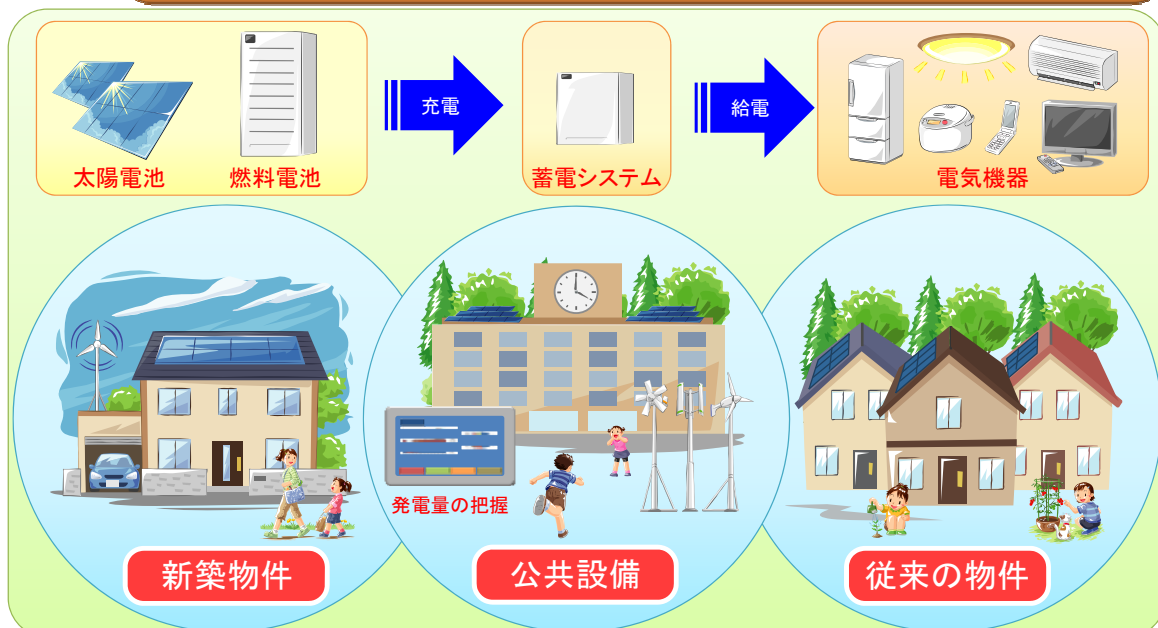 太陽電池
燃料電池
充電
蓄電システム
給電
電気機器
発電量の把握
新築物件
公共設備
従来の物件